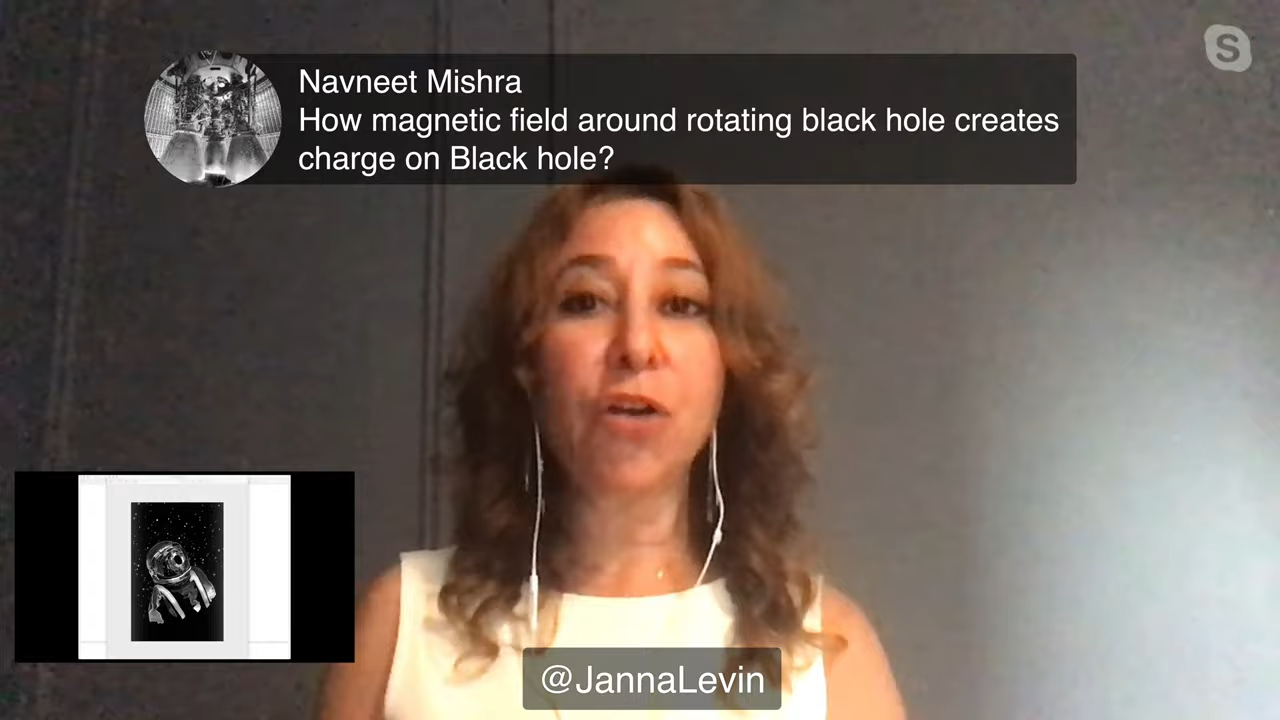 Navneet Mishra
How magnetic field around rotating black hole creates
charge on Black hole?
S
@JannaLevin